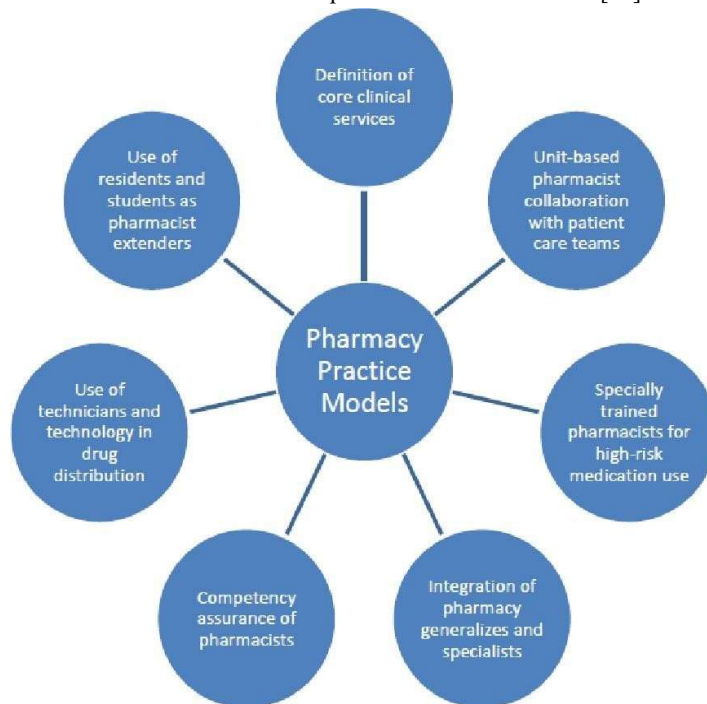 Definition of
core clinical
services
Unit-based
pharmacist
collaboration
with patient
care teams
Specially
trained
pharmacists for
high-risk
medication use
Integration of
pharmacy
generalizes and
specialists
Competency
assurance of
pharmacists
Use of
technicians and
technology in
drug
distribution
Use of
residents and
students as
pharmacist
extenders
Pharmacy
Practice
Models